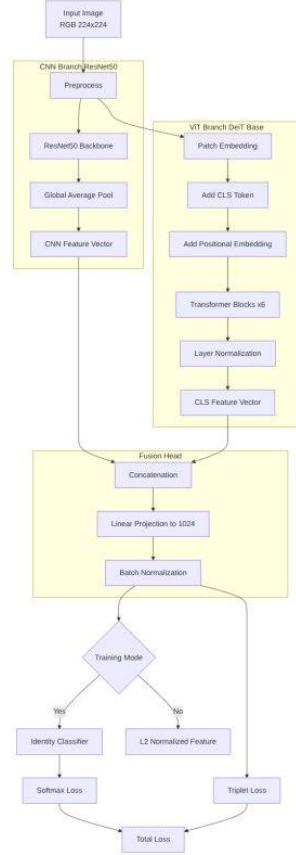 Input Image
RGB 224x224
CNN Branch ResNet50
Preprocess
ViT Branch DeiT Base
ResNet50 Backbone
Patch Embedding
Global Average Pool
Add CLS Token
CNN Feature Vector
Add Positional Embedding
Transformer Blocks x6
Layer Normalization
CLS Feature Vector
Fusion Head
Concatenation
Linear Projection to 1024
Batch Normalization
Training Mode
Yes
No
Identity Classifier
L2 Normalized Feature
Softmax Loss
Triplet Loss
Total Loss